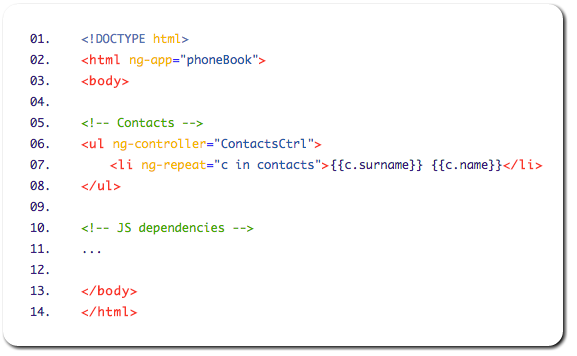 01. <!DOCTYPE html>
02. <html ng-app="phoneBook">
03. <body>
04.
05. <!-- Contacts -->
06. <ul ng-controller="ContactsCtrl">
07.     <li ng-repeat="c in contacts">{{c.surname}} {{c.name}}</li>
08. </ul>
09.
10. <!-- JS dependencies -->
11. ...
12.
13. </body>
14. </html>